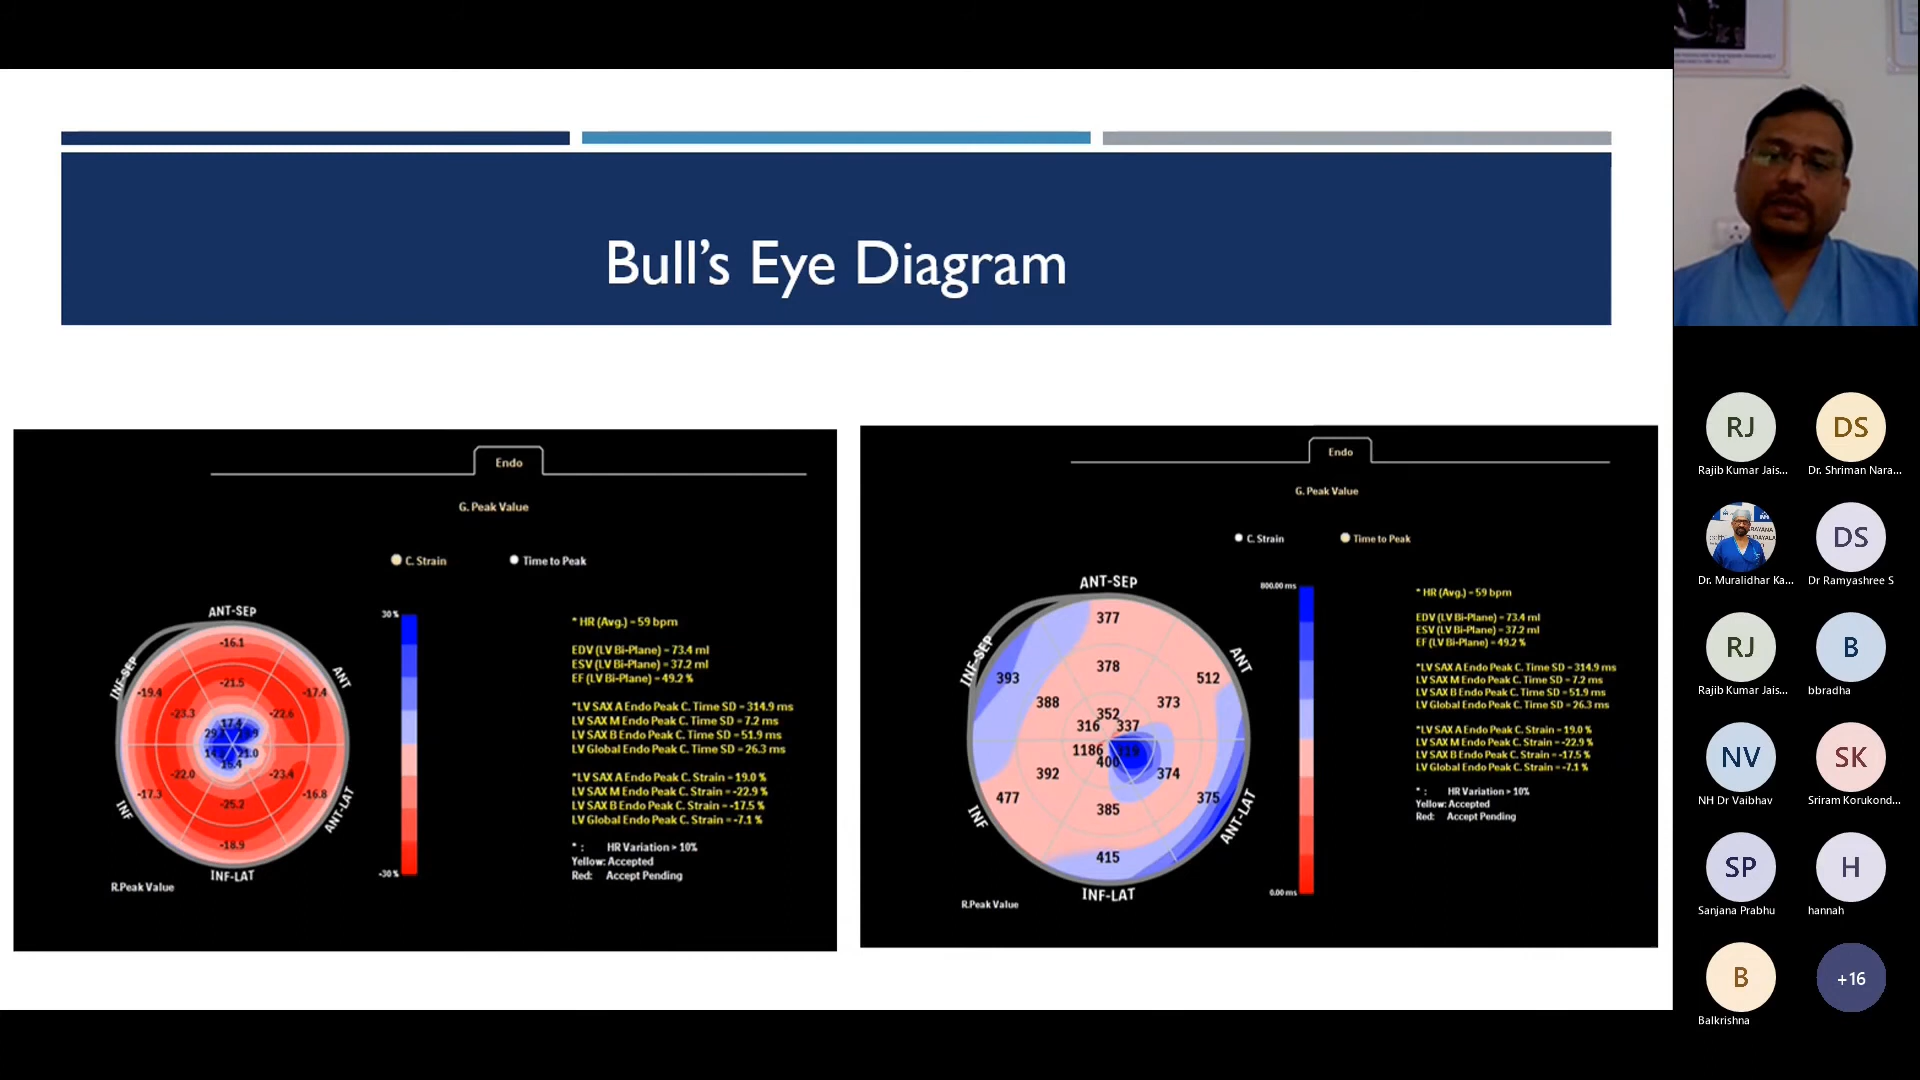 Bull’s Eye Diagram
Endo
G. Peak Value
C. Strain
Time to Peak
ANT-SEP
-16.1
INF-SEP
ANT
-19.4
-21.5
-17.4
-23.3
-22.6
17.4
-22.0
-23.4
-17.3
-25.2
-16.8
INF
ANT-LAT
-18.9
INF-LAT
R.Peak Value
30 %
-30 %
* HR (Avg.) = 59 bpm
EDV (LV Bi-Plane) = 73.4 ml
ESV (LV Bi-Plane) = 37.2 ml
EF (LV Bi-Plane) = 49.2 %
*LV SAX A Endo Peak C. Time SD = 314.9 ms
LV SAX M Endo Peak C. Time SD = 7.2 ms
LV SAX B Endo Peak C. Time SD = 51.9 ms
LV Global Endo Peak C. Time SD = 26.3 ms
*LV SAX A Endo Peak C. Strain = 19.0 %
LV SAX M Endo Peak C. Strain = -22.9 %
LV SAX B Endo Peak C. Strain = -17.5 %
LV Global Endo Peak C. Strain = -7.1 %
* : HR Variation > 10%
Yellow: Accepted
Red: Accept Pending
Endo
G. Peak Value
C. Strain
Time to Peak
ANT-SEP
377
INF-SEP
ANT
378
393
512
388
373
352
316
337
1186
400
392
374
477
385
375
INF
ANT-LAT
415
INF-LAT
R.Peak Value
800.00 ms
0.00 ms
* HR (Avg.) = 59 bpm
EDV (LV Bi-Plane) = 73.4 ml
ESV (LV Bi-Plane) = 37.2 ml
EF (LV Bi-Plane) = 49.2 %
*LV SAX A Endo Peak C. Time SD = 314.9 ms
LV SAX M Endo Peak C. Time SD = 7.2 ms
LV SAX B Endo Peak C. Time SD = 51.9 ms
LV Global Endo Peak C. Time SD = 26.3 ms
*LV SAX A Endo Peak C. Strain = 19.0 %
LV SAX M Endo Peak C. Strain = -22.9 %
LV SAX B Endo Peak C. Strain = -17.5 %
LV Global Endo Peak C. Strain = -7.1 %
* : HR Variation > 10%
Yellow: Accepted
Red: Accept Pending
RJ
Rajib Kumar Jais...
DS
Dr. Shriman Nara...
Dr. Muralidhar Ka...
DS
Dr Ramyashree S
RJ
Rajib Kumar Jais...
B
bbradha
NV
NH Dr Vaibhav
SK
Sriram Korukond...
SP
Sanjana Prabhu
H
hannah
B
Balkrishna
+16